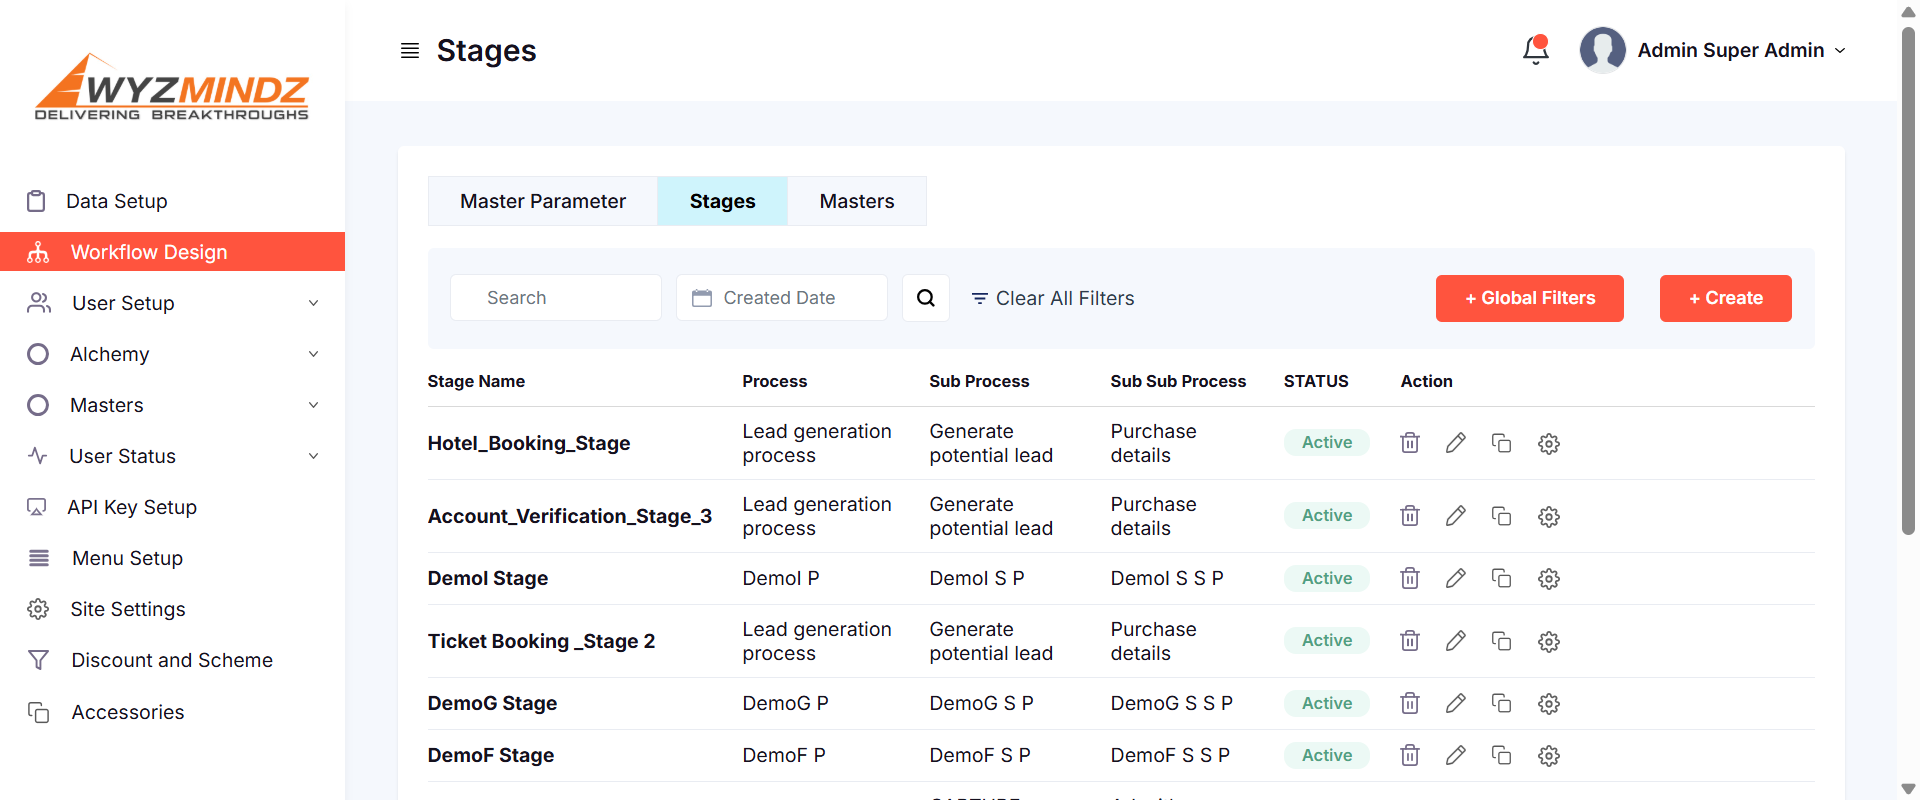 WYZMINDZ
DELIVERING BREAKTHROUGHS
Data Setup
Workflow Design
User Setup
Alchemy
Masters
User Status
API Key Setup
Menu Setup
Site Settings
Discount and Scheme
Accessories
Stages
Admin Super Admin
Master Parameter
Stages
Masters
Search
Created Date
Clear All Filters
+ Global Filters
+ Create
Stage Name Process Sub Process Sub Sub Process STATUS Action
Hotel_Booking_Stage
Lead generation
process
Generate
potential lead
Purchase
details
Active
Account_Verification_Stage_3
Lead generation
process
Generate
potential lead
Purchase
details
Active
DemoI Stage DemoI P DemoI S P DemoI S S P Active
Ticket Booking _Stage 2
Lead generation
process
Generate
potential lead
Purchase
details
Active
DemoG Stage DemoG P DemoG S P DemoG S S P Active
DemoF Stage DemoF P DemoF S P DemoF S S P Active